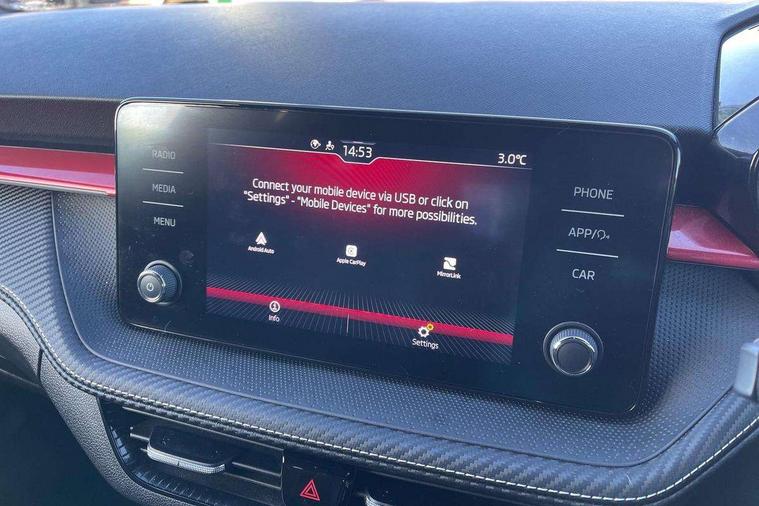 14:53
3.0°C
RADIO
MEDIA
MENU
Connect your mobile device via USB or click on
"Settings" - "Mobile Devices" for more possibilities.
Android Auto
Apple CarPlay
MirrorLink
Info
Settings
PHONE
APP/
CAR